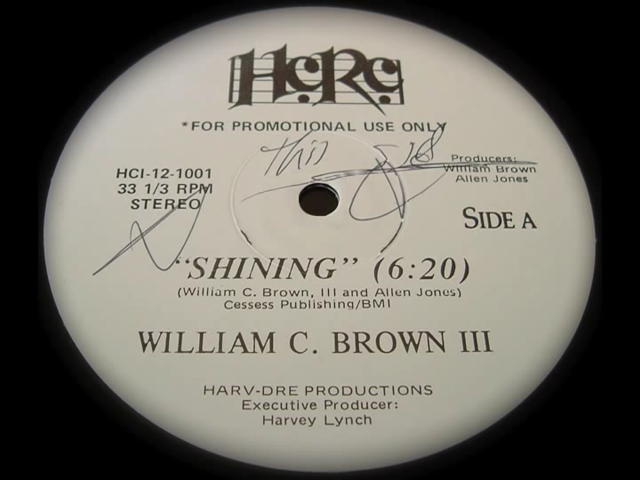 HCRC
*FOR PROMOTIONAL USE ONLY
this side
HCI-12-1001
33 1/3 RPM
STEREO
Producers:
William Brown
Allen Jones
SIDE A
"SHINING" (6:20)
(William C. Brown, III and Allen Jones)
Cessess Publishing/BMI
WILLIAM C. BROWN III
HARV-DRE PRODUCTIONS
Executive Producer:
Harvey Lynch